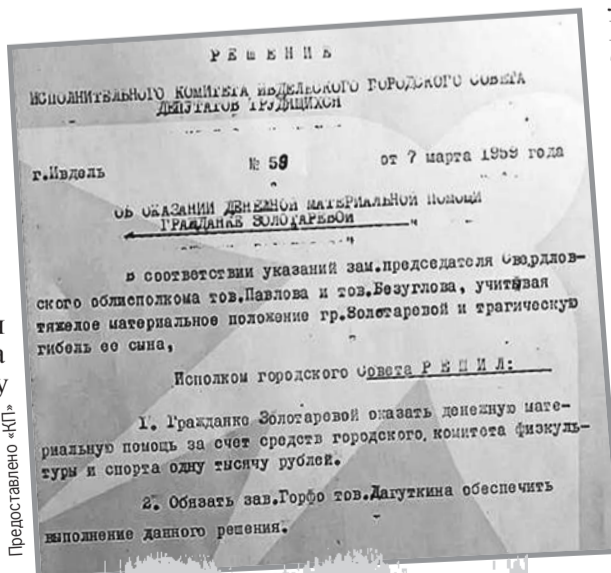 РЕШЕНИЕ
ИСПОЛНИТЕЛЬНОГО КОМИТЕТА ИВДЕЛЬСКОГО ГОРОДСКОГО СОВЕТА
ДЕПУТАТОВ ТРУДЯЩИХСЯ
г.Ивдель № 59 от 7 марта 1959 года
ОБ ОКАЗАНИИ ДЕНЕЖНОЙ МАТЕРИАЛЬНОЙ ПОМОЩИ
ГРАЖДАНКЕ ЗОЛОТАРЕВОЙ
В соответствии указаний зам.председателя Свердлов-
ского облисполкома тов.Павлова и тов.Безуглова, учитывая
тяжелое материальное положение гр.Золотаревой и трагическую
гибель ее сына,
Исполком городского Совета Р Е Ш И Л:
1. Гражданке Золотаревой оказать денежную мате-
риальную помощь за счет средств городского комитета физкуль-
туры и спорта одну тысячу рублей.
2. Обязать зав.Горфо тов.Дагуткина обеспечить
выполнение данного решения.
Предоставлено «КП»